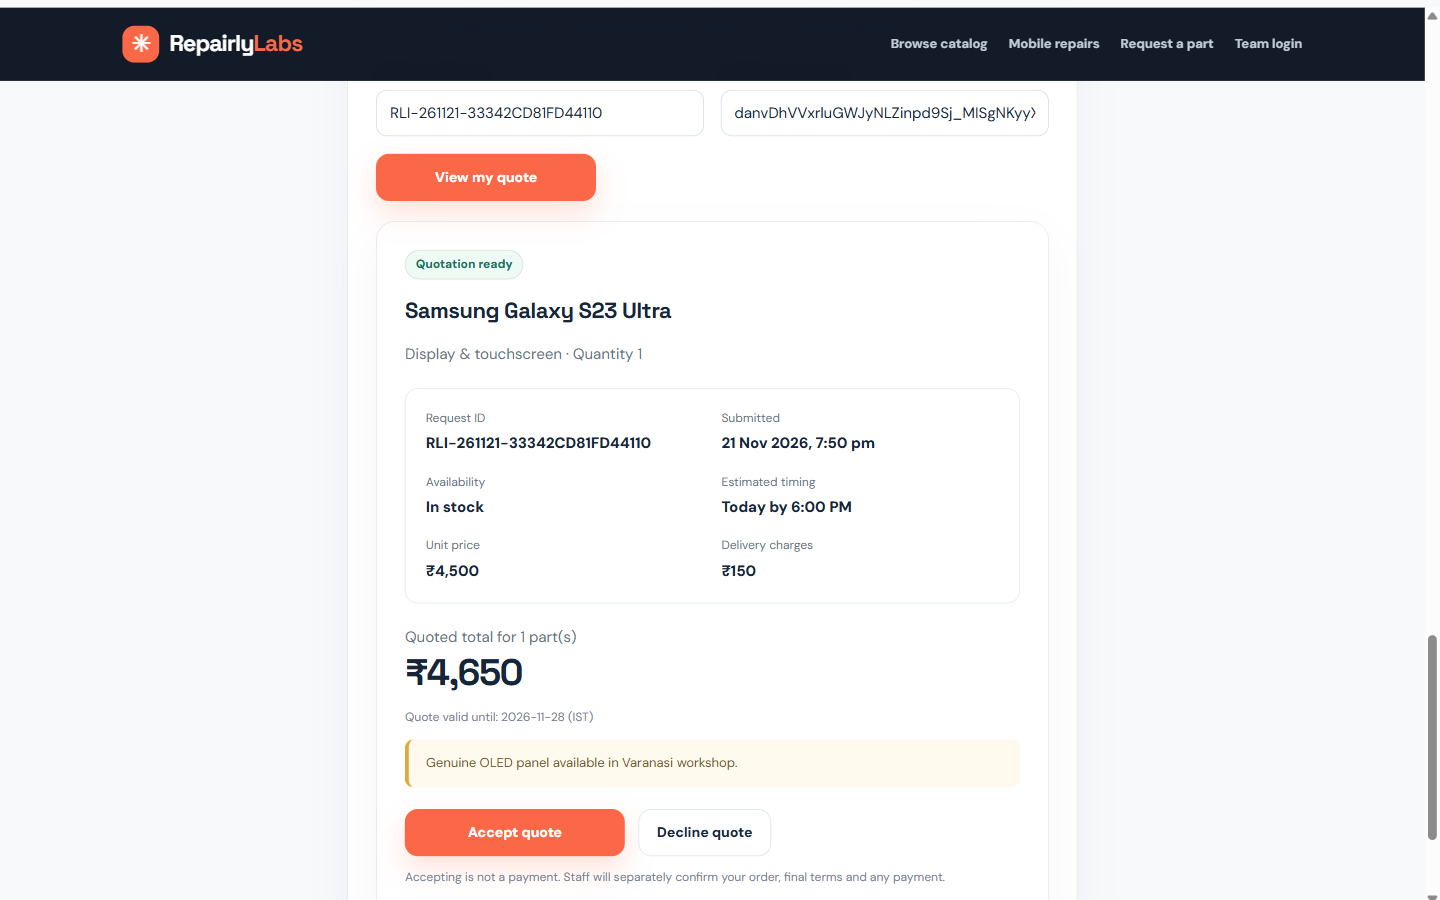 RepairlyLabs
Browse catalog Mobile repairs Request a part Team login
RLI-261121-33342CD81FD44110
View my quote
Quotation ready
Samsung Galaxy S23 Ultra
Display & touchscreen · Quantity 1
Request ID Submitted
RLI-261121-33342CD81FD44110 21 Nov 2026, 7:50 pm
Availability Estimated timing
In stock Today by 6:00 PM
Unit price Delivery charges
₹4,500 ₹150
Quoted total for 1 part(s)
₹4,650
Quote valid until: 2026-11-28 (IST)
Genuine OLED panel available in Varanasi workshop.
Accept quote Decline quote
Accepting is not a payment. Staff will separately confirm your order, final terms and any payment.